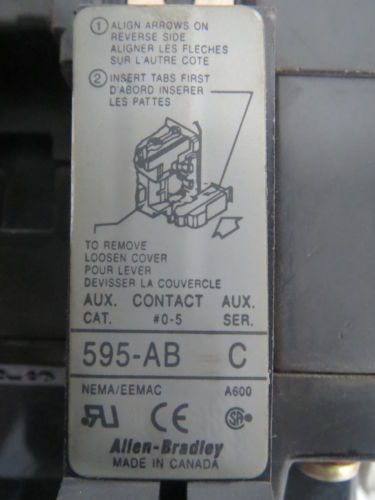 ① ALIGN ARROWS ON
REVERSE SIDE
ALIGNER LES FLECHES
SUR L'AUTRE COTE
② INSERT TABS FIRST
D'ABORD INSERER
LES PATTES
TO REMOVE
LOOSEN COVER
POUR LEVER
DEVISSER LA COUVERCLE
AUX. CONTACT AUX.
CAT. #0-5 SER.
595-AB C
NEMA/EEMAC A600
CE
Allen-Bradley
MADE IN CANADA